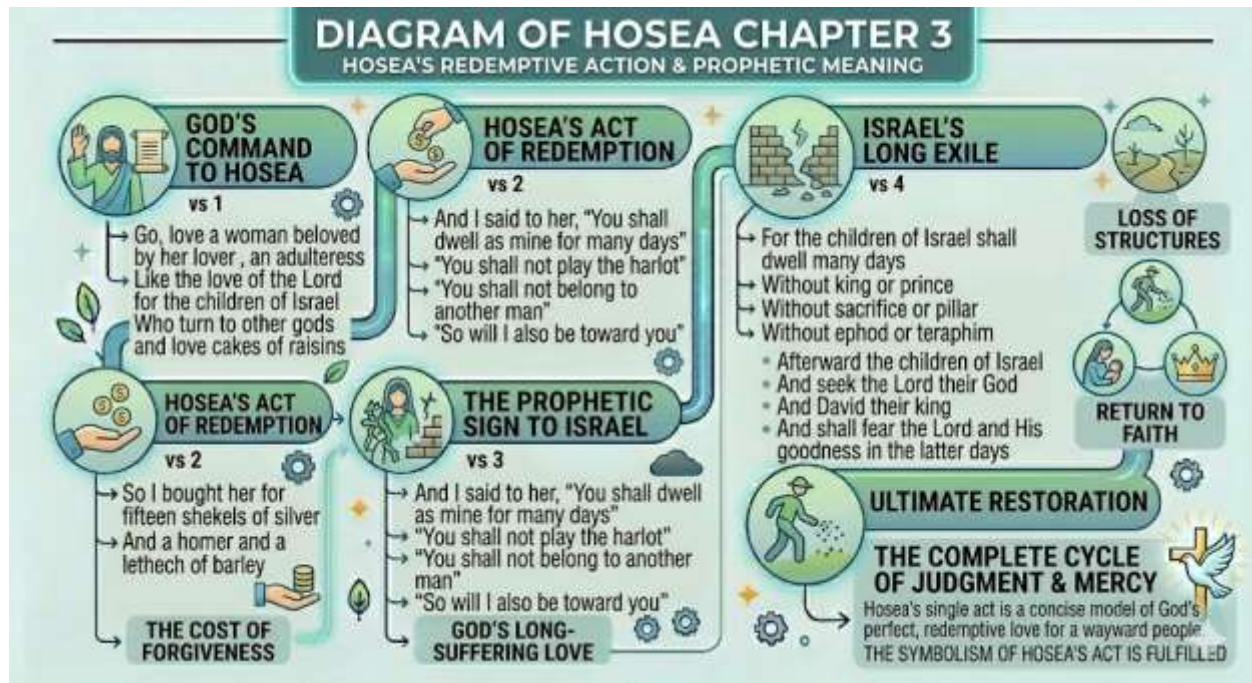 DIAGRAM OF HOSEA CHAPTER 3
HOSEA'S REDEMPTIVE ACTION & PROPHETIC MEANING
GOD'S
COMMAND
TO HOSEA
vs 1
Go, love a woman beloved
by her lover , an adulteress
Like the love of the Lord
for the children of Israel
Who turn to other gods
and love cakes of raisins
HOSEA'S ACT
OF REDEMPTION
vs 2
So I bought her for
fifteen shekels of silver
And a homer and a
lethech of barley
THE COST OF
FORGIVENESS
HOSEA'S ACT
OF REDEMPTION
vs 2
And I said to her, "You shall
dwell as mine for many days"
"You shall not play the harlot"
"You shall not belong to
another man"
"So will I also be toward you"
THE PROPHETIC
SIGN TO ISRAEL
vs 3
And I said to her, "You shall dwell
as mine for many days"
"You shall not play the harlot"
"You shall not belong to another
man"
"So will I also be toward you"
GOD'S LONG-
SUFFERING LOVE
ISRAEL'S
LONG EXILE
vs 4
For the children of Israel shall
dwell many days
Without king or prince
Without sacrifice or pillar
Without ephod or teraphim
Afterward the children of Israel
And seek the Lord their God
And David their king
And shall fear the Lord and His
goodness in the latter days
LOSS OF
STRUCTURES
RETURN TO
FAITH
ULTIMATE RESTORATION
THE COMPLETE CYCLE
OF JUDGMENT & MERCY
Hosea's single act is a concise model of God's
perfect, redemptive love for a wayward people.
THE SYMBOLISM OF HOSEA'S ACT IS FULFILLED